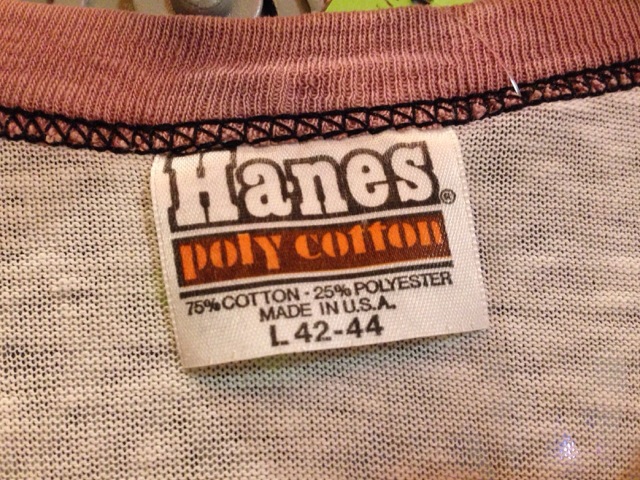 Hanes®
poly cotton
75% COTTON - 25% POLYESTER
MADE IN U.S.A.
L 42-44